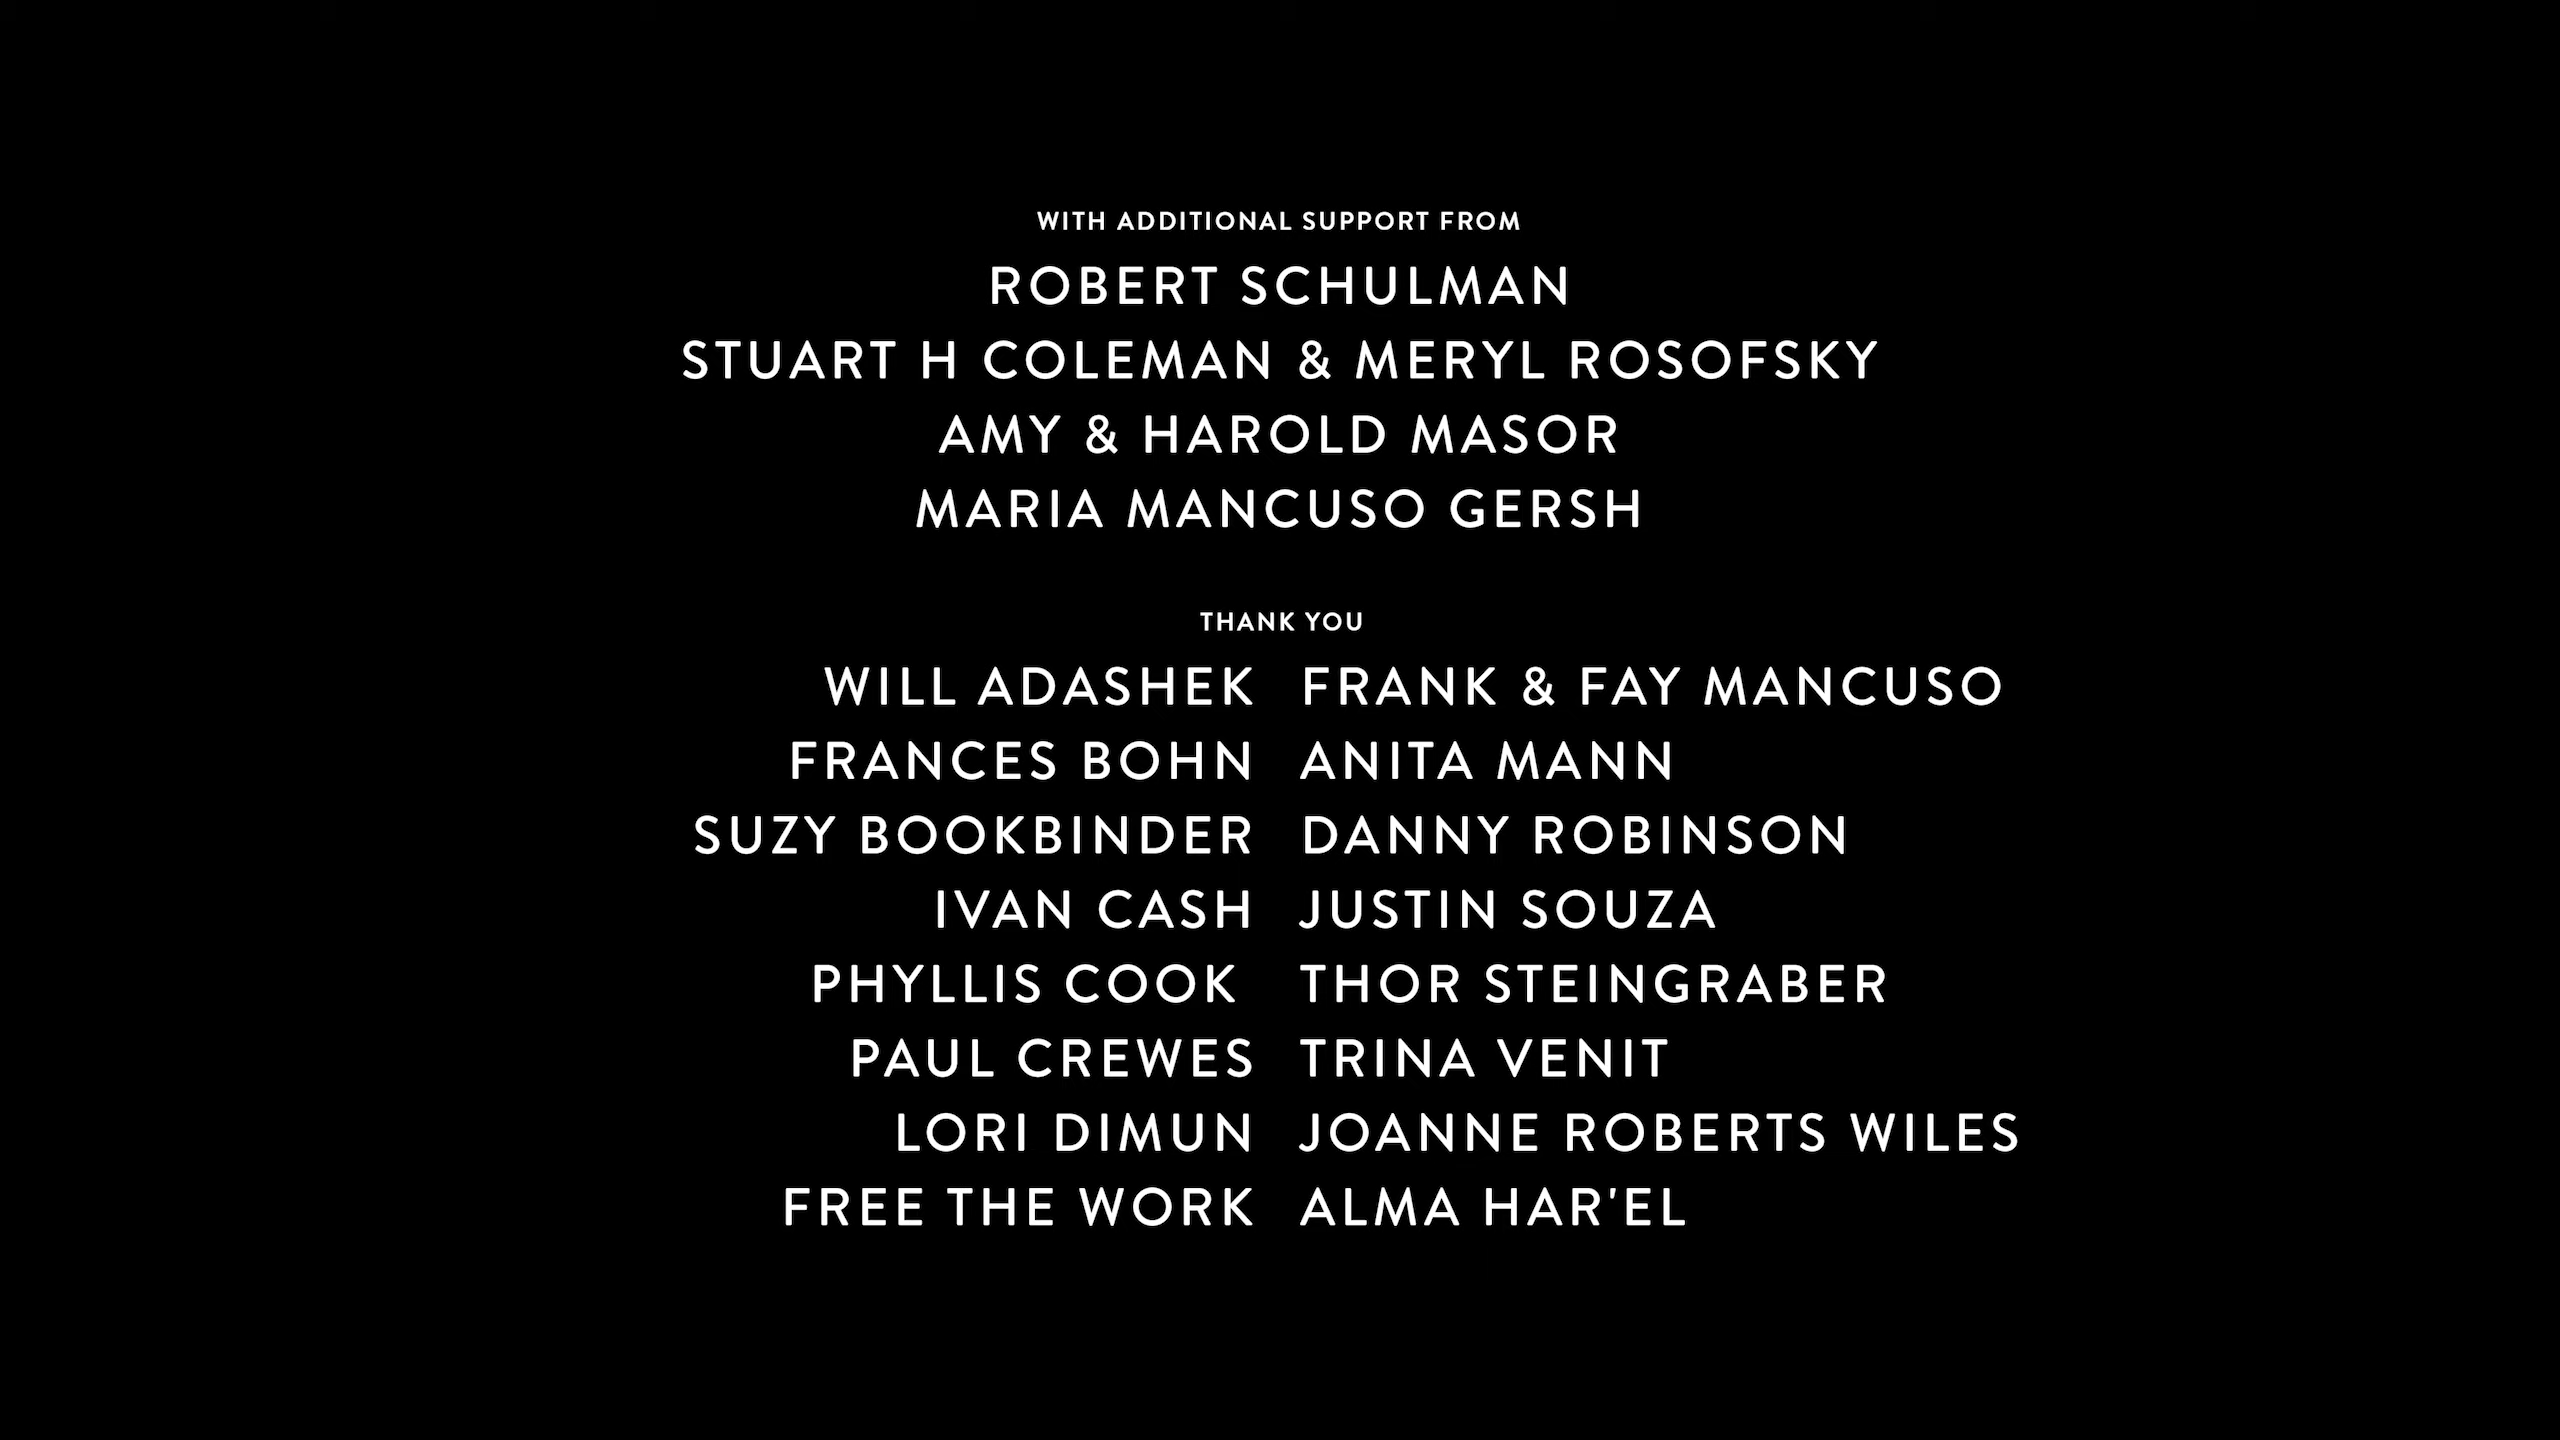 WITH ADDITIONAL SUPPORT FROM
ROBERT SCHULMAN
STUART H COLEMAN & MERYL ROSOFSKY
AMY & HAROLD MASOR
MARIA MANCUSO GERSH
THANK YOU
WILL ADASHEK FRANK & FAY MANCUSO
FRANCES BOHN ANITA MANN
SUZY BOOKBINDER DANNY ROBINSON
IVAN CASH JUSTIN SOUZA
PHYLLIS COOK THOR STEINGRABER
PAUL CREWES TRINA VENIT
LORI DIMUN JOANNE ROBERTS WILES
FREE THE WORK ALMA HAR'EL